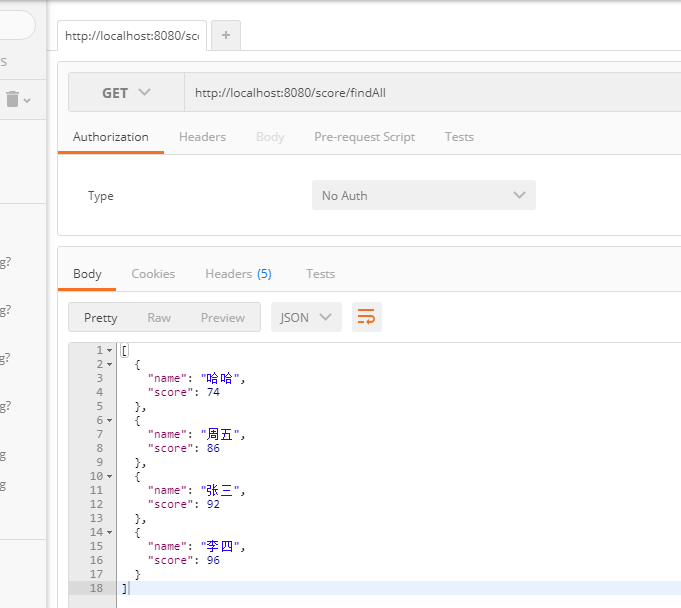 http://localhost:8080/sc
+
s
GET
http://localhost:8080/score/findAll
Authorization Headers Body Pre-request Script Tests
Type No Auth
g?
Body Cookies Headers (5) Tests
g?
Pretty Raw Preview JSON
g?
g?
g
g
1 [
2 {
3 "name": "哈哈",
4 "score": 74
5 },
6 {
7 "name": "周五",
8 "score": 86
9 },
10 {
11 "name": "张三",
12 "score": 92
13 },
14 {
15 "name": "李四",
16 "score": 96
17 }
18 ]